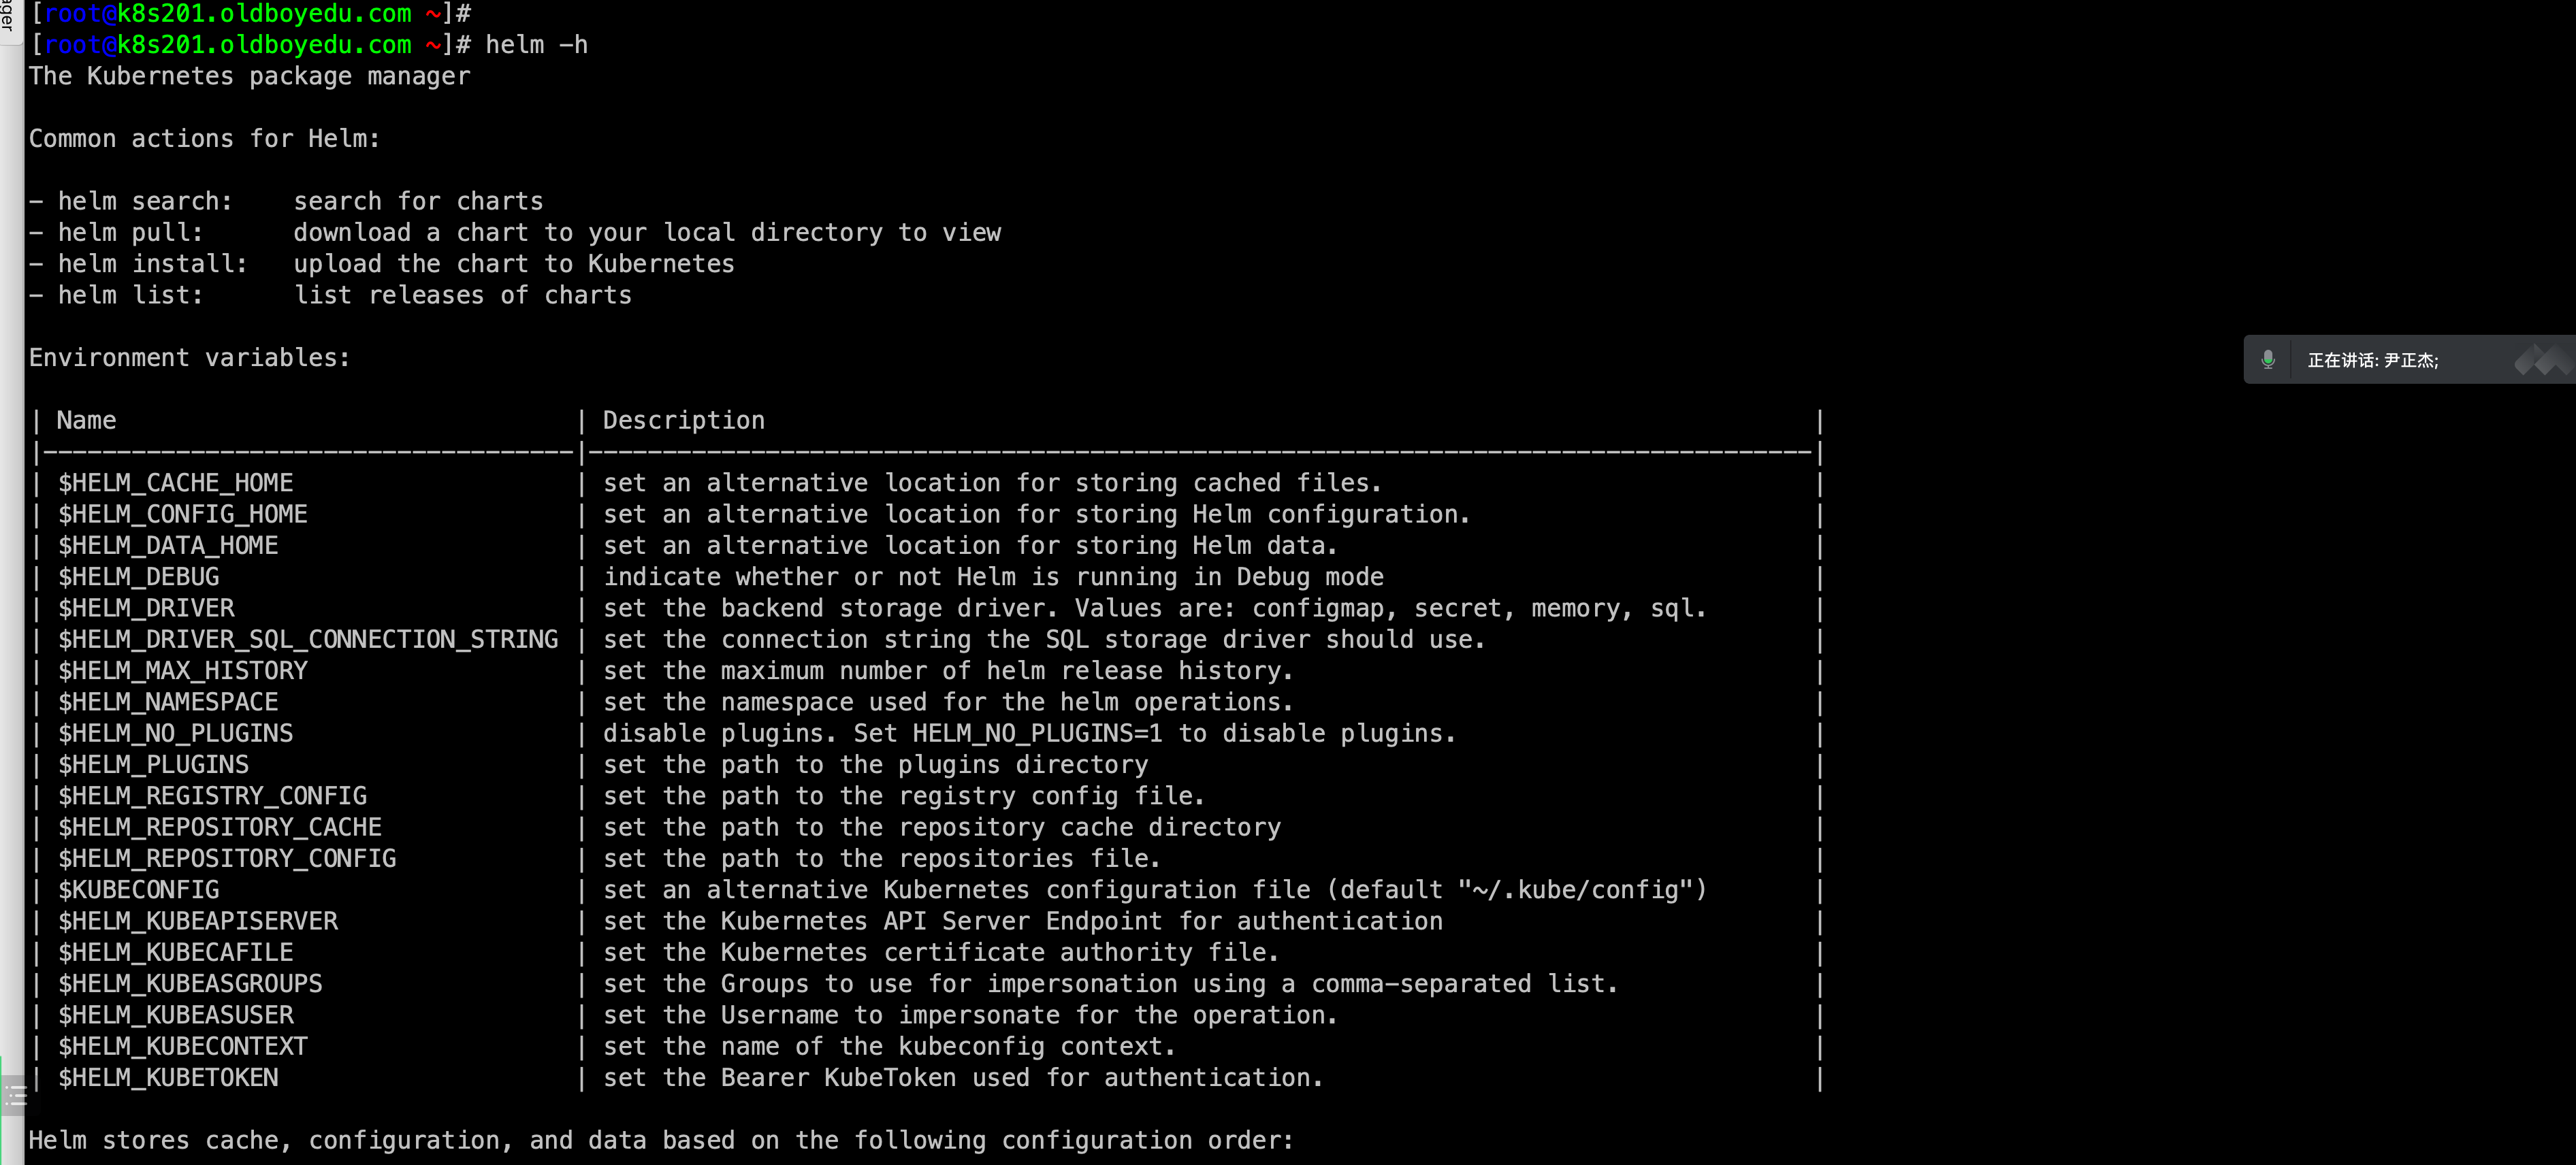 ager
[root@k8s201.oldboyedu.com ~]#
[root@k8s201.oldboyedu.com ~]# helm -h
The Kubernetes package manager
Common actions for Helm:
- helm search:    search for charts
- helm pull:      download a chart to your local directory to view
- helm install:   upload the chart to Kubernetes
- helm list:      list releases of charts
Environment variables:
正在讲话: 尹正杰;
| Name                               | Description                                                                       |
|------------------------------------|-----------------------------------------------------------------------------------|
| $HELM_CACHE_HOME                   | set an alternative location for storing cached files.                             |
| $HELM_CONFIG_HOME                  | set an alternative location for storing Helm configuration.                       |
| $HELM_DATA_HOME                    | set an alternative location for storing Helm data.                                |
| $HELM_DEBUG                        | indicate whether or not Helm is running in Debug mode                             |
| $HELM_DRIVER                       | set the backend storage driver. Values are: configmap, secret, memory, sql.       |
| $HELM_DRIVER_SQL_CONNECTION_STRING | set the connection string the SQL storage driver should use.                      |
| $HELM_MAX_HISTORY                  | set the maximum number of helm release history.                                   |
| $HELM_NAMESPACE                    | set the namespace used for the helm operations.                                   |
| $HELM_NO_PLUGINS                   | disable plugins. Set HELM_NO_PLUGINS=1 to disable plugins.                        |
| $HELM_PLUGINS                      | set the path to the plugins directory                                             |
| $HELM_REGISTRY_CONFIG              | set the path to the registry config file.                                         |
| $HELM_REPOSITORY_CACHE             | set the path to the repository cache directory                                    |
| $HELM_REPOSITORY_CONFIG            | set the path to the repositories file.                                            |
| $KUBECONFIG                        | set an alternative Kubernetes configuration file (default "~/.kube/config")       |
| $HELM_KUBEAPISERVER                | set the Kubernetes API Server Endpoint for authentication                         |
| $HELM_KUBECAFILE                   | set the Kubernetes certificate authority file.                                    |
| $HELM_KUBEASGROUPS                 | set the Groups to use for impersonation using a comma-separated list.             |
| $HELM_KUBEASUSER                   | set the Username to impersonate for the operation.                                |
| $HELM_KUBECONTEXT                  | set the name of the kubeconfig context.                                           |
| $HELM_KUBETOKEN                    | set the Bearer KubeToken used for authentication.                                 |
Helm stores cache, configuration, and data based on the following configuration order: